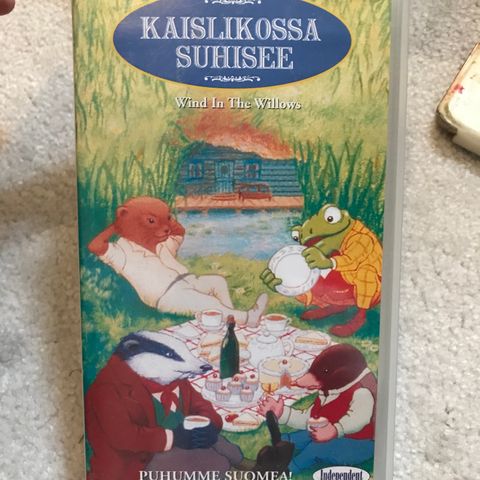 KAISLIKOSSA
SUHISEE
Wind In The Willows
PUHUMME SUOMEA!
Independent